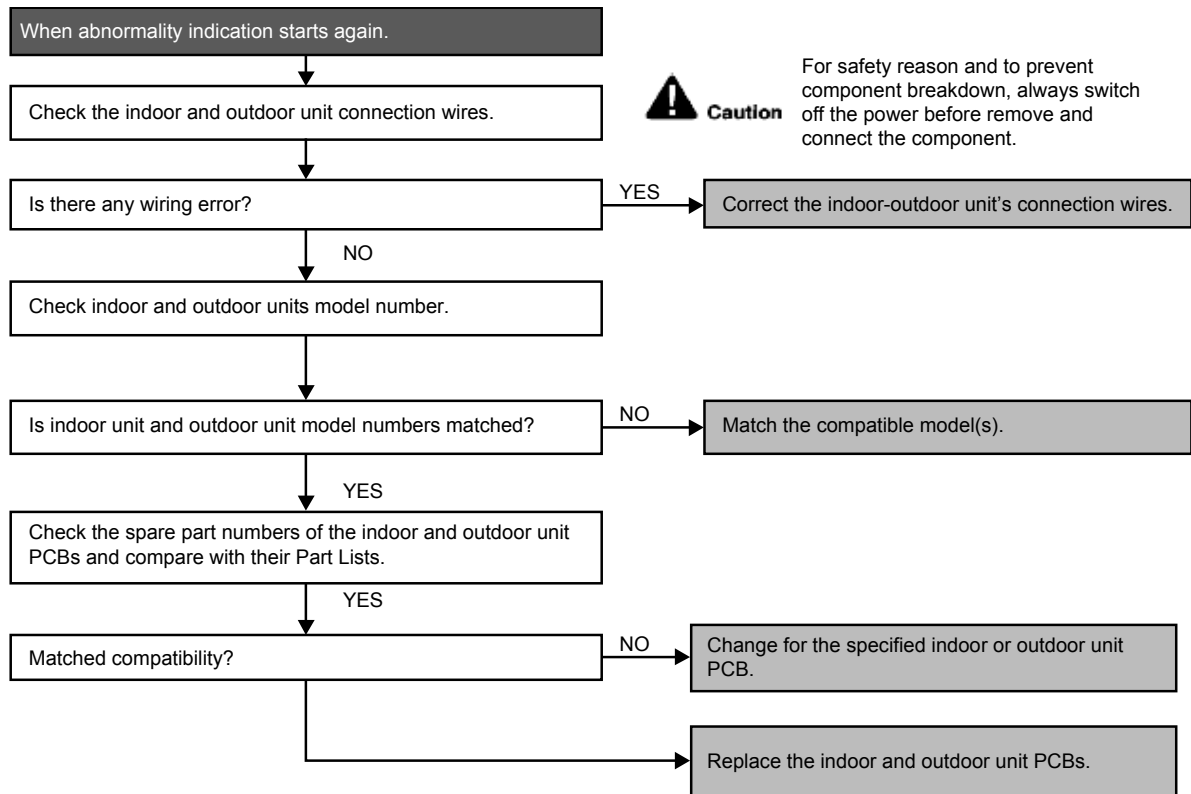 When abnormality indication starts again.
For safety reason and to prevent
component breakdown, always switch
off the power before remove and
connect the component.
Caution
Check the indoor and outdoor unit connection wires.
Is there any wiring error?
YES
Correct the indoor-outdoor unit's connection wires.
NO
Check indoor and outdoor units model number.
Is indoor unit and outdoor unit model numbers matched?
NO
Match the compatible model(s).
YES
Check the spare part numbers of the indoor and outdoor unit
PCBs and compare with their Part Lists.
YES
Matched compatibility?
NO
Change for the specified indoor or outdoor unit
PCB.
Replace the indoor and outdoor unit PCBs.